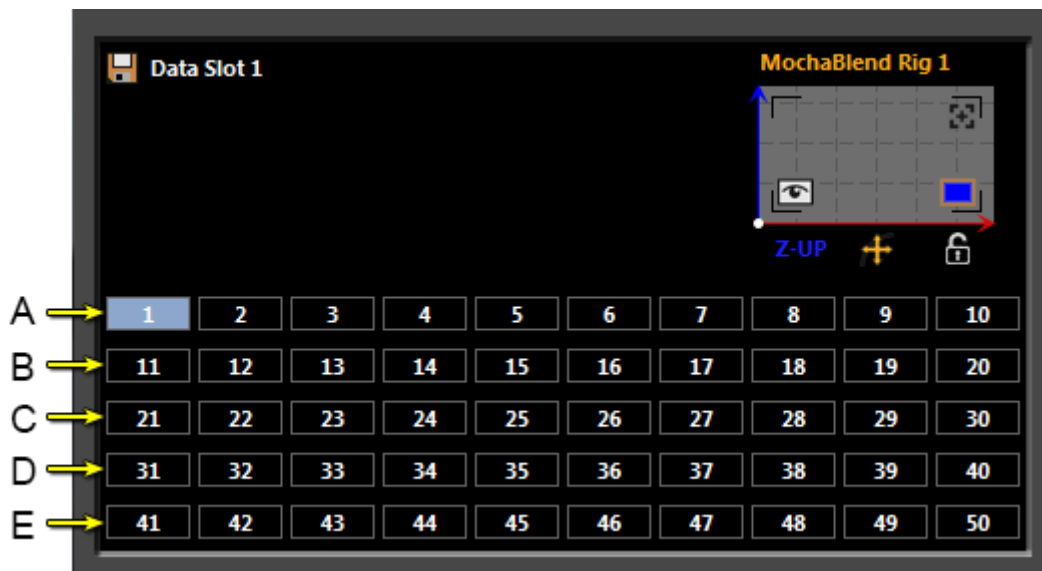 Data Slot 1
MochaBlend Rig 1
Z-UP
A 1 2 3 4 5 6 7 8 9 10
B 11 12 13 14 15 16 17 18 19 20
C 21 22 23 24 25 26 27 28 29 30
D 31 32 33 34 35 36 37 38 39 40
E 41 42 43 44 45 46 47 48 49 50